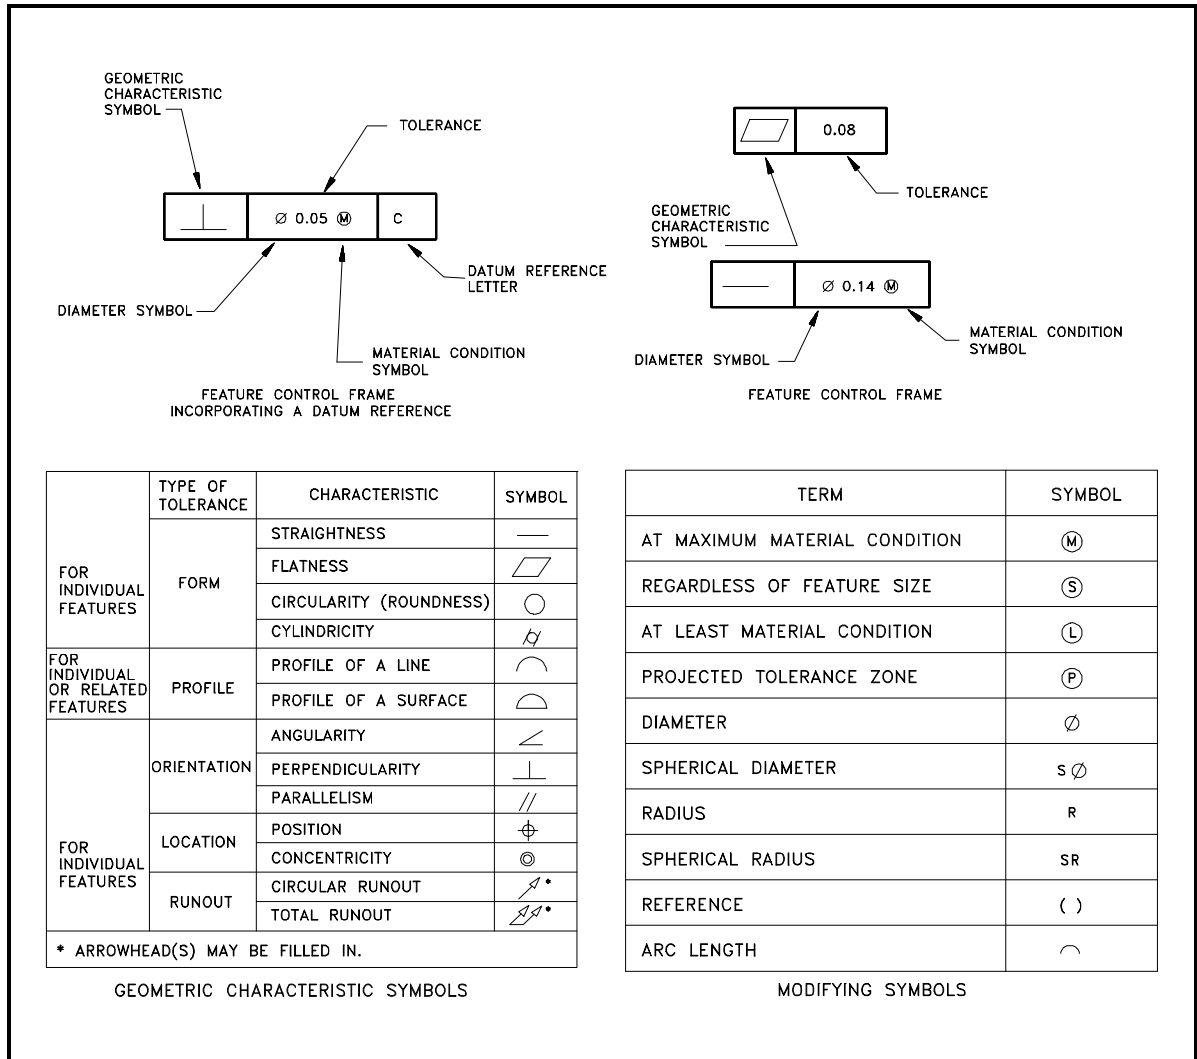 GEOMETRIC
CHARACTERISTIC
SYMBOL
TOLERANCE
⌀ 0.05 Ⓜ
C
DATUM REFERENCE
LETTER
DIAMETER SYMBOL
MATERIAL CONDITION
SYMBOL
FEATURE CONTROL FRAME
INCORPORATING A DATUM REFERENCE
0.08
TOLERANCE
GEOMETRIC
CHARACTERISTIC
SYMBOL
⌀ 0.14 Ⓜ
MATERIAL CONDITION
SYMBOL
DIAMETER SYMBOL
FEATURE CONTROL FRAME
TYPE OF
TOLERANCE
CHARACTERISTIC
SYMBOL
FOR
INDIVIDUAL
FEATURES
FORM
STRAIGHTNESS
FLATNESS
CIRCULARITY (ROUNDNESS)
CYLINDRICITY
FOR
INDIVIDUAL
OR RELATED
FEATURES
PROFILE
PROFILE OF A LINE
PROFILE OF A SURFACE
FOR
INDIVIDUAL
FEATURES
ORIENTATION
ANGULARITY
PERPENDICULARITY
PARALLELISM
LOCATION
POSITION
CONCENTRICITY
RUNOUT
CIRCULAR RUNOUT
*
TOTAL RUNOUT
*
* ARROWHEAD(S) MAY BE FILLED IN.
GEOMETRIC CHARACTERISTIC SYMBOLS
TERM SYMBOL
AT MAXIMUM MATERIAL CONDITION Ⓜ
REGARDLESS OF FEATURE SIZE Ⓢ
AT LEAST MATERIAL CONDITION Ⓛ
PROJECTED TOLERANCE ZONE Ⓟ
DIAMETER ⌀
SPHERICAL DIAMETER S⌀
RADIUS R
SPHERICAL RADIUS SR
REFERENCE ( )
ARC LENGTH ⌒
MODIFYING SYMBOLS